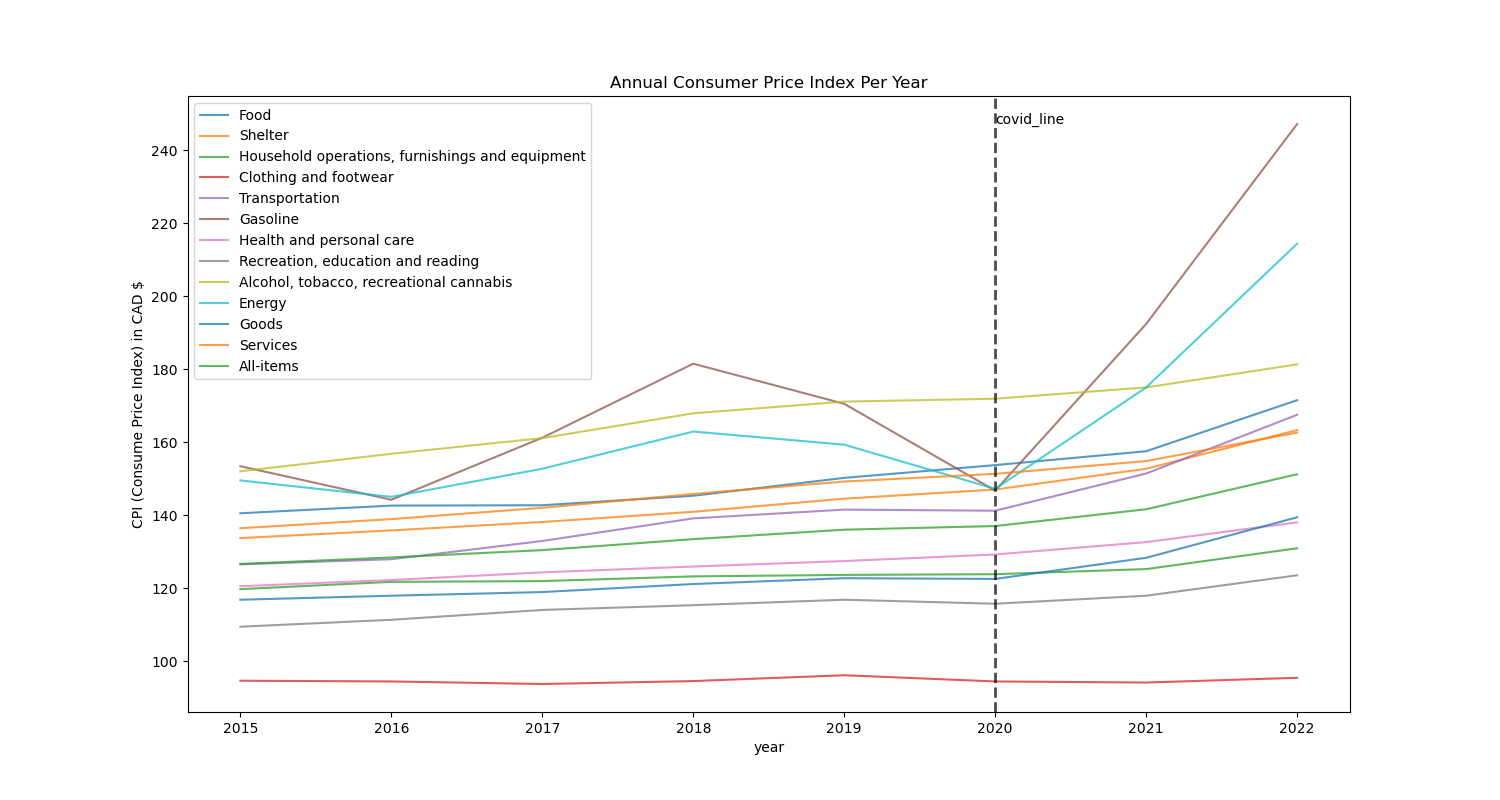 Annual Consumer Price Index Per Year
Food
Shelter
Household operations, furnishings and equipment
Clothing and footwear
Transportation
Gasoline
Health and personal care
Recreation, education and reading
Alcohol, tobacco, recreational cannabis
Energy
Goods
Services
All-items
covid_line
CPI (Consume Price Index) in CAD $
240
220
200
180
160
140
120
100
2015 2016 2017 2018 2019 2020 2021 2022
year